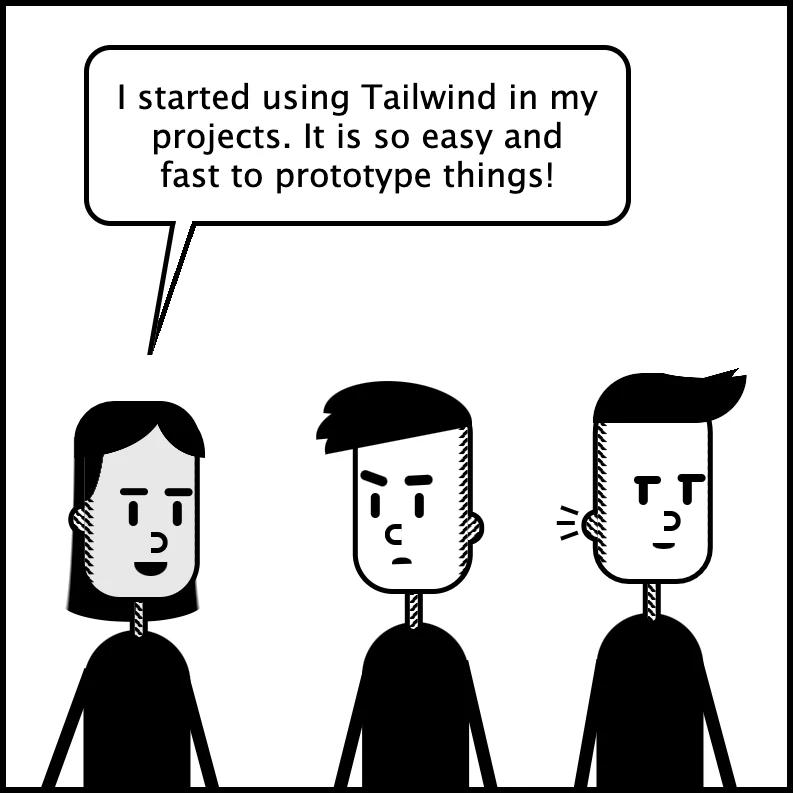 I started using Tailwind in my
projects. It is so easy and
fast to prototype things!